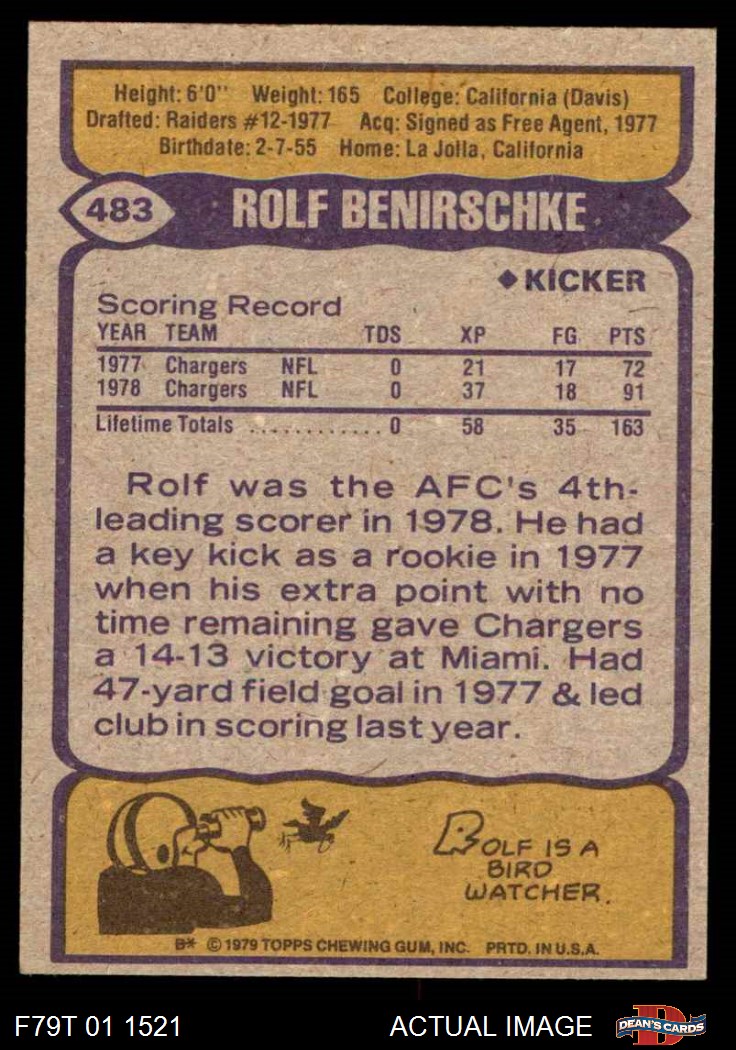 Height: 6'0" Weight: 165 College: California (Davis)
Drafted: Raiders #12-1977 Acq: Signed as Free Agent, 1977
Birthdate: 2-7-55 Home: La Jolla, California
483 ROLF BENIRSCHKE
◆ KICKER
Scoring Record
YEAR TEAM TDS XP FG PTS
1977 Chargers NFL 0 21 17 72
1978 Chargers NFL 0 37 18 91
Lifetime Totals ............ 0 58 35 163
Rolf was the AFC's 4th-
leading scorer in 1978. He had
a key kick as a rookie in 1977
when his extra point with no
time remaining gave Chargers
a 14-13 victory at Miami. Had
47-yard field goal in 1977 & led
club in scoring last year.
ROLF IS A
BIRD
WATCHER.
B* © 1979 TOPPS CHEWING GUM, INC. PRTD. IN U.S.A.
F79T 01 1521 ACTUAL IMAGE D DEAN'S CARDS